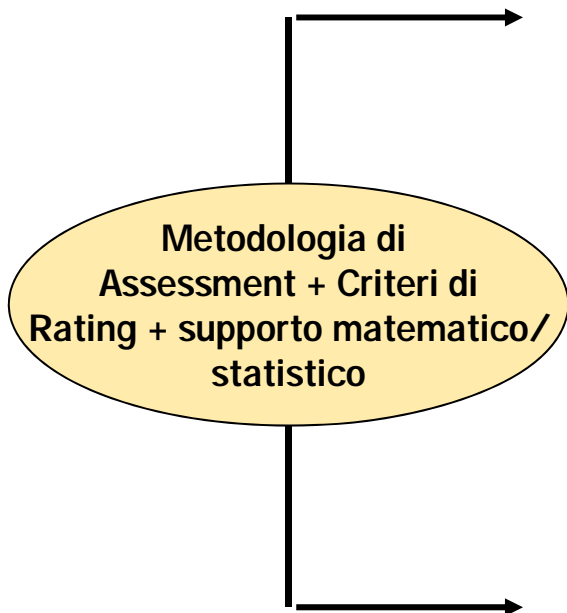 Metodologia di
Assessment + Criteri di
Rating + supporto matematico/
statistico